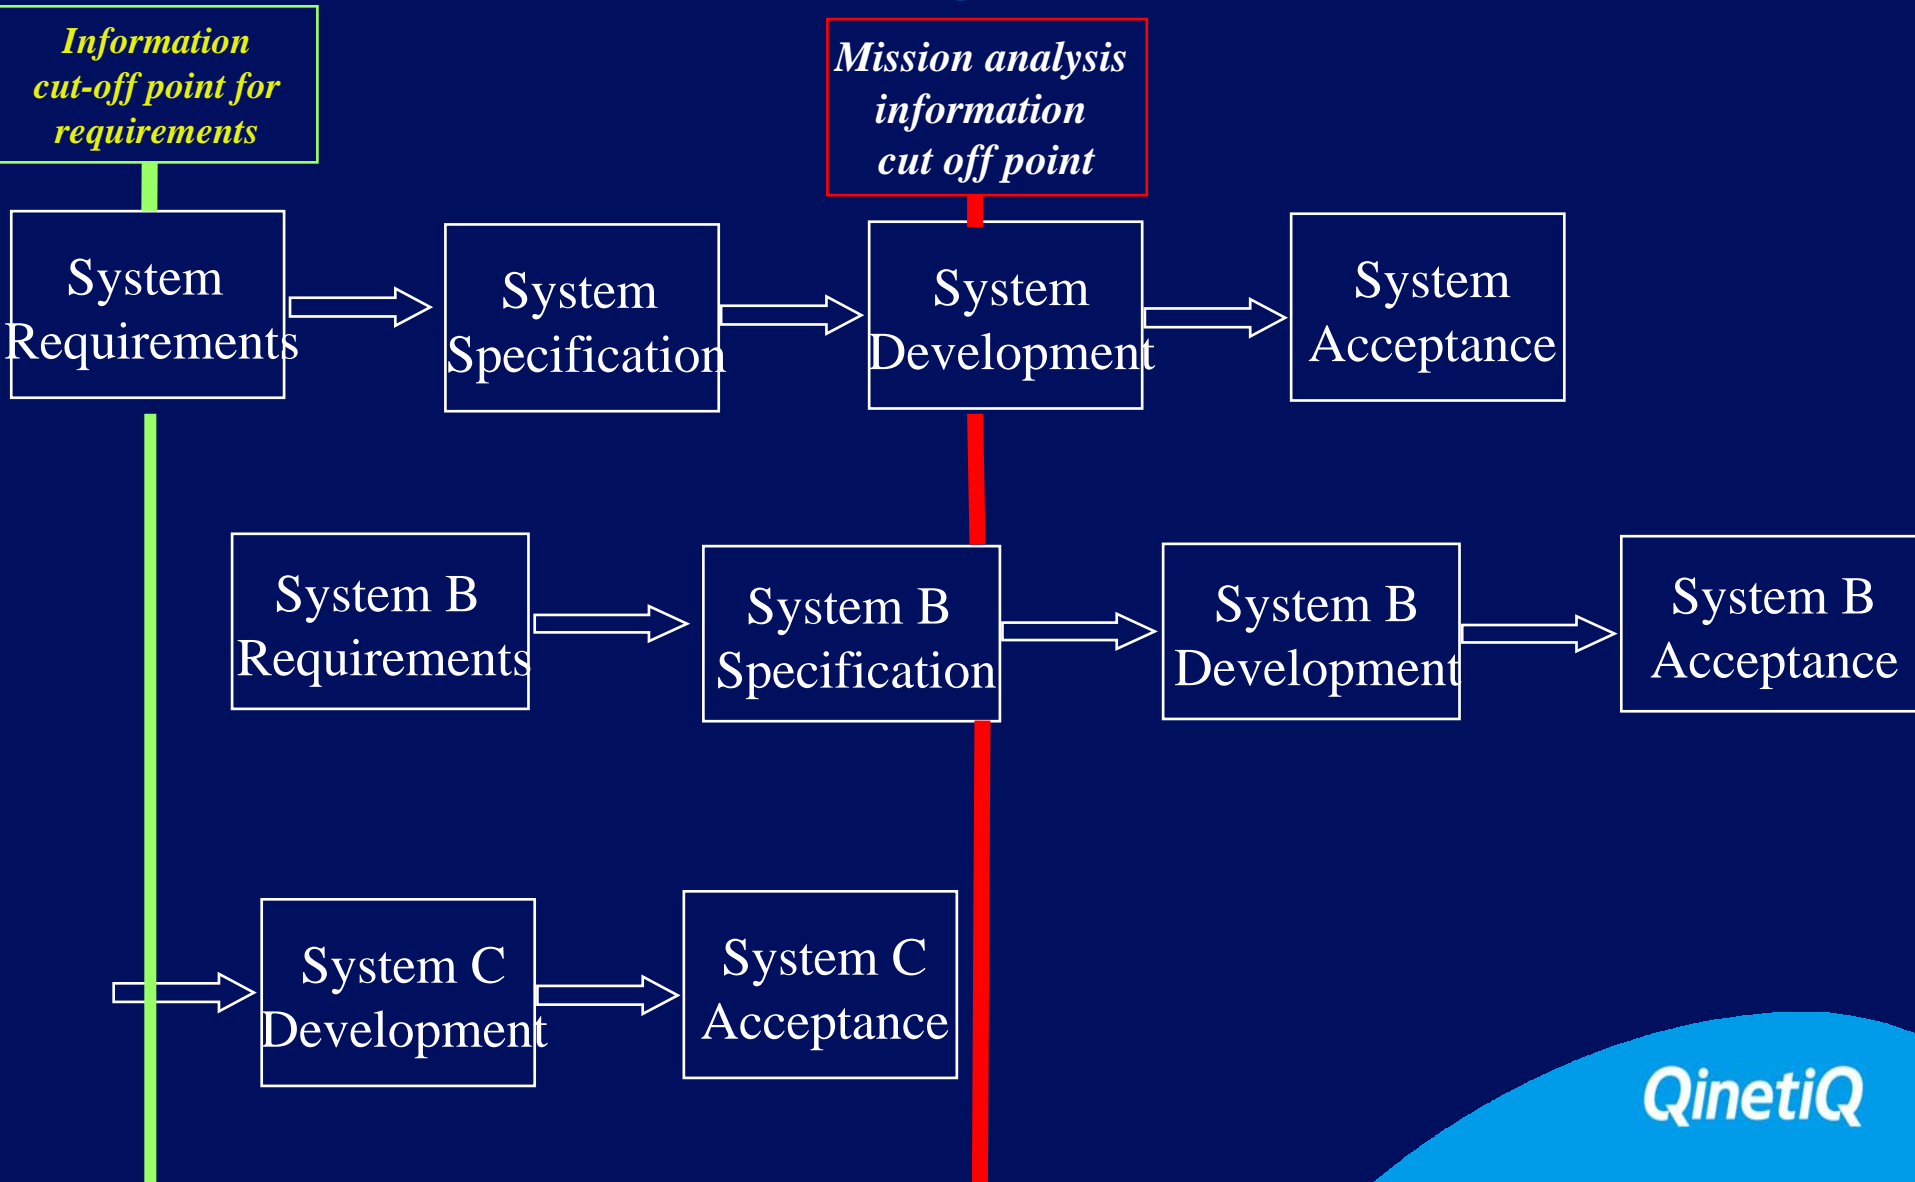 Information
cut-off point for
requirements
Mission analysis
information
cut off point
System
Requirements
System
Specification
System
Development
System
Acceptance
System B
Requirements
System B
Specification
System B
Development
System B
Acceptance
System C
Development
System C
Acceptance
QinetiQ